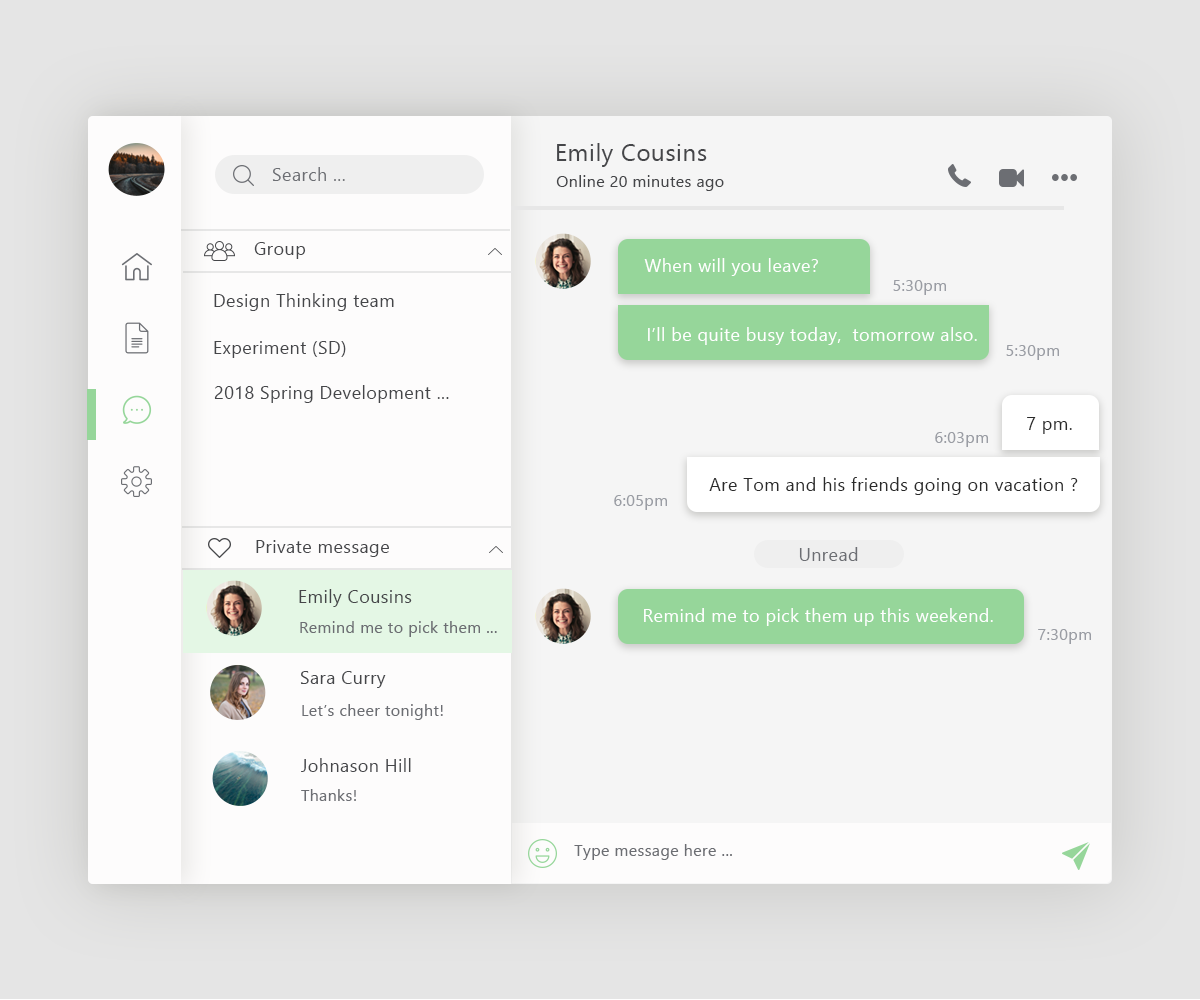 Search ...
Group
Design Thinking team
Experiment (SD)
2018 Spring Development ...
Private message
Emily Cousins
Remind me to pick them ...
Sara Curry
Let's cheer tonight!
Johnason Hill
Thanks!
Emily Cousins
Online 20 minutes ago
When will you leave?
5:30pm
I'll be quite busy today,  tomorrow also.
5:30pm
7 pm.
6:03pm
Are Tom and his friends going on vacation ?
6:05pm
Unread
Remind me to pick them up this weekend.
7:30pm
Type message here ...